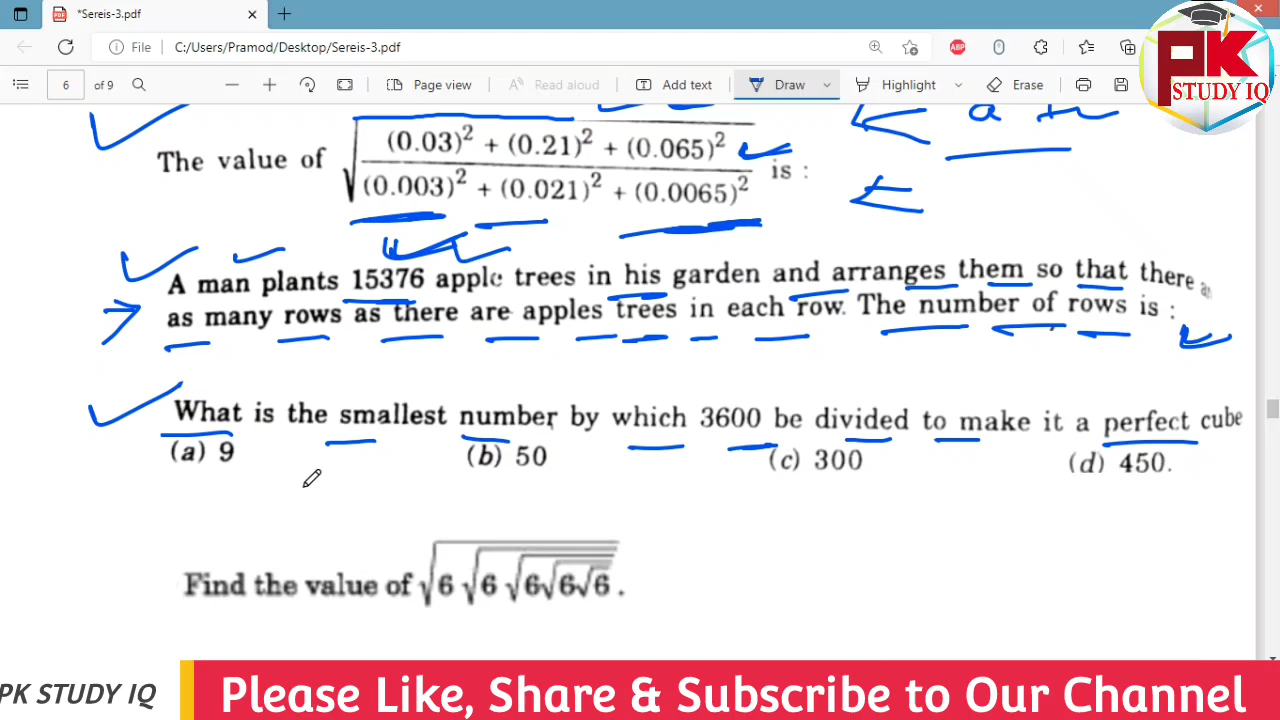 *Sereis-3.pdf
File C:/Users/Pramod/Desktop/Sereis-3.pdf
PK
STUDY IQ
6 of 9 Page view Read aloud Add text Draw Highlight Erase
a
The value of √((0.03)² + (0.21)² + (0.065)² / (0.003)² + (0.021)² + (0.0065)²) is :
A man plants 15376 apple trees in his garden and arranges them so that there a
as many rows as there are apples trees in each row. The number of rows is :
What is the smallest number by which 3600 be divided to make it a perfect cube
(a) 9 (b) 50 (c) 300 (d) 450.
Find the value of √6√6√6√6√6.
PK STUDY IQ Please Like, Share & Subscribe to Our Channel